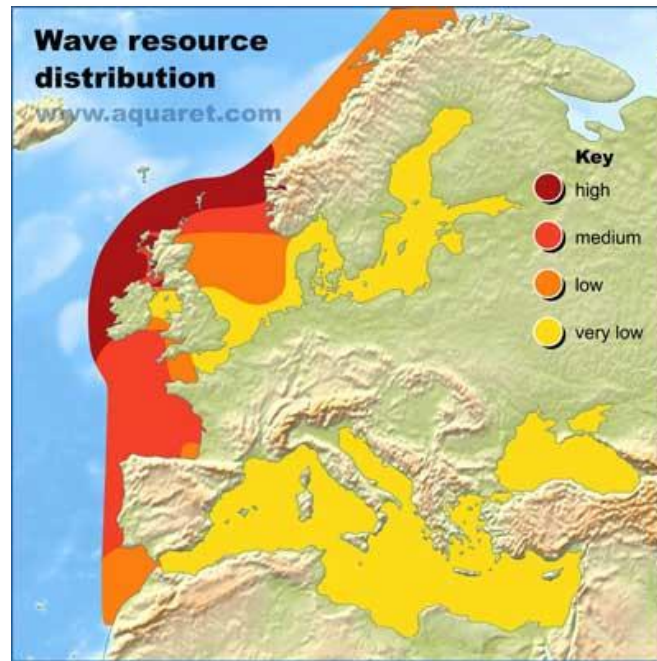 Wave resource
distribution
www.aquaret.com
Key
high
medium
low
very low